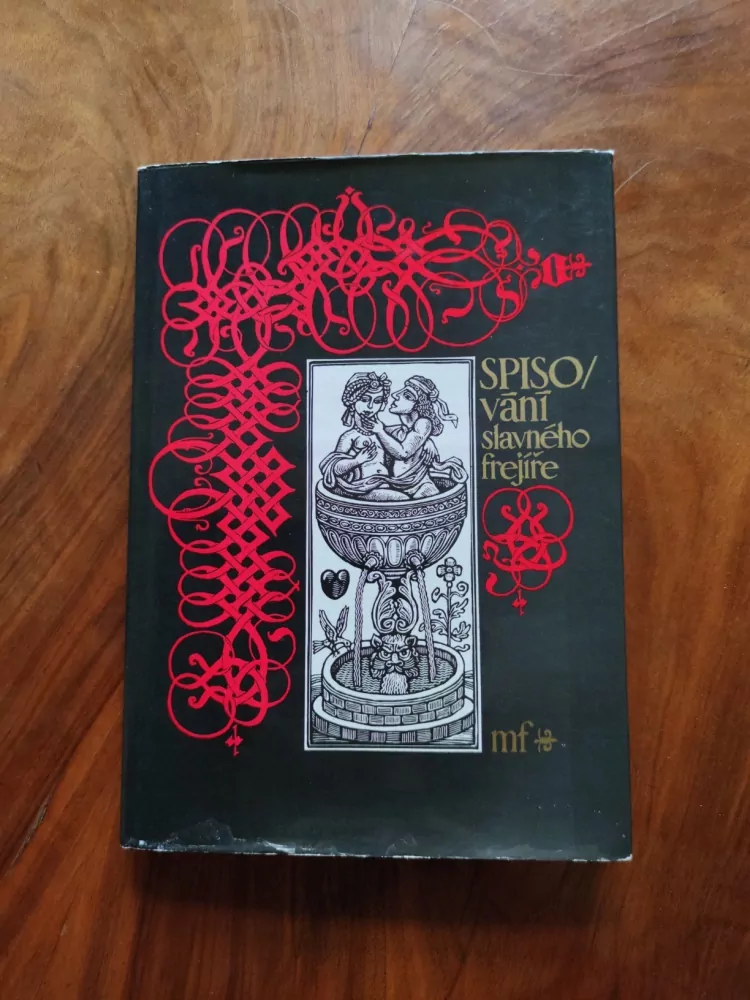 SPISO/
vání
slavného
frejíře
mf